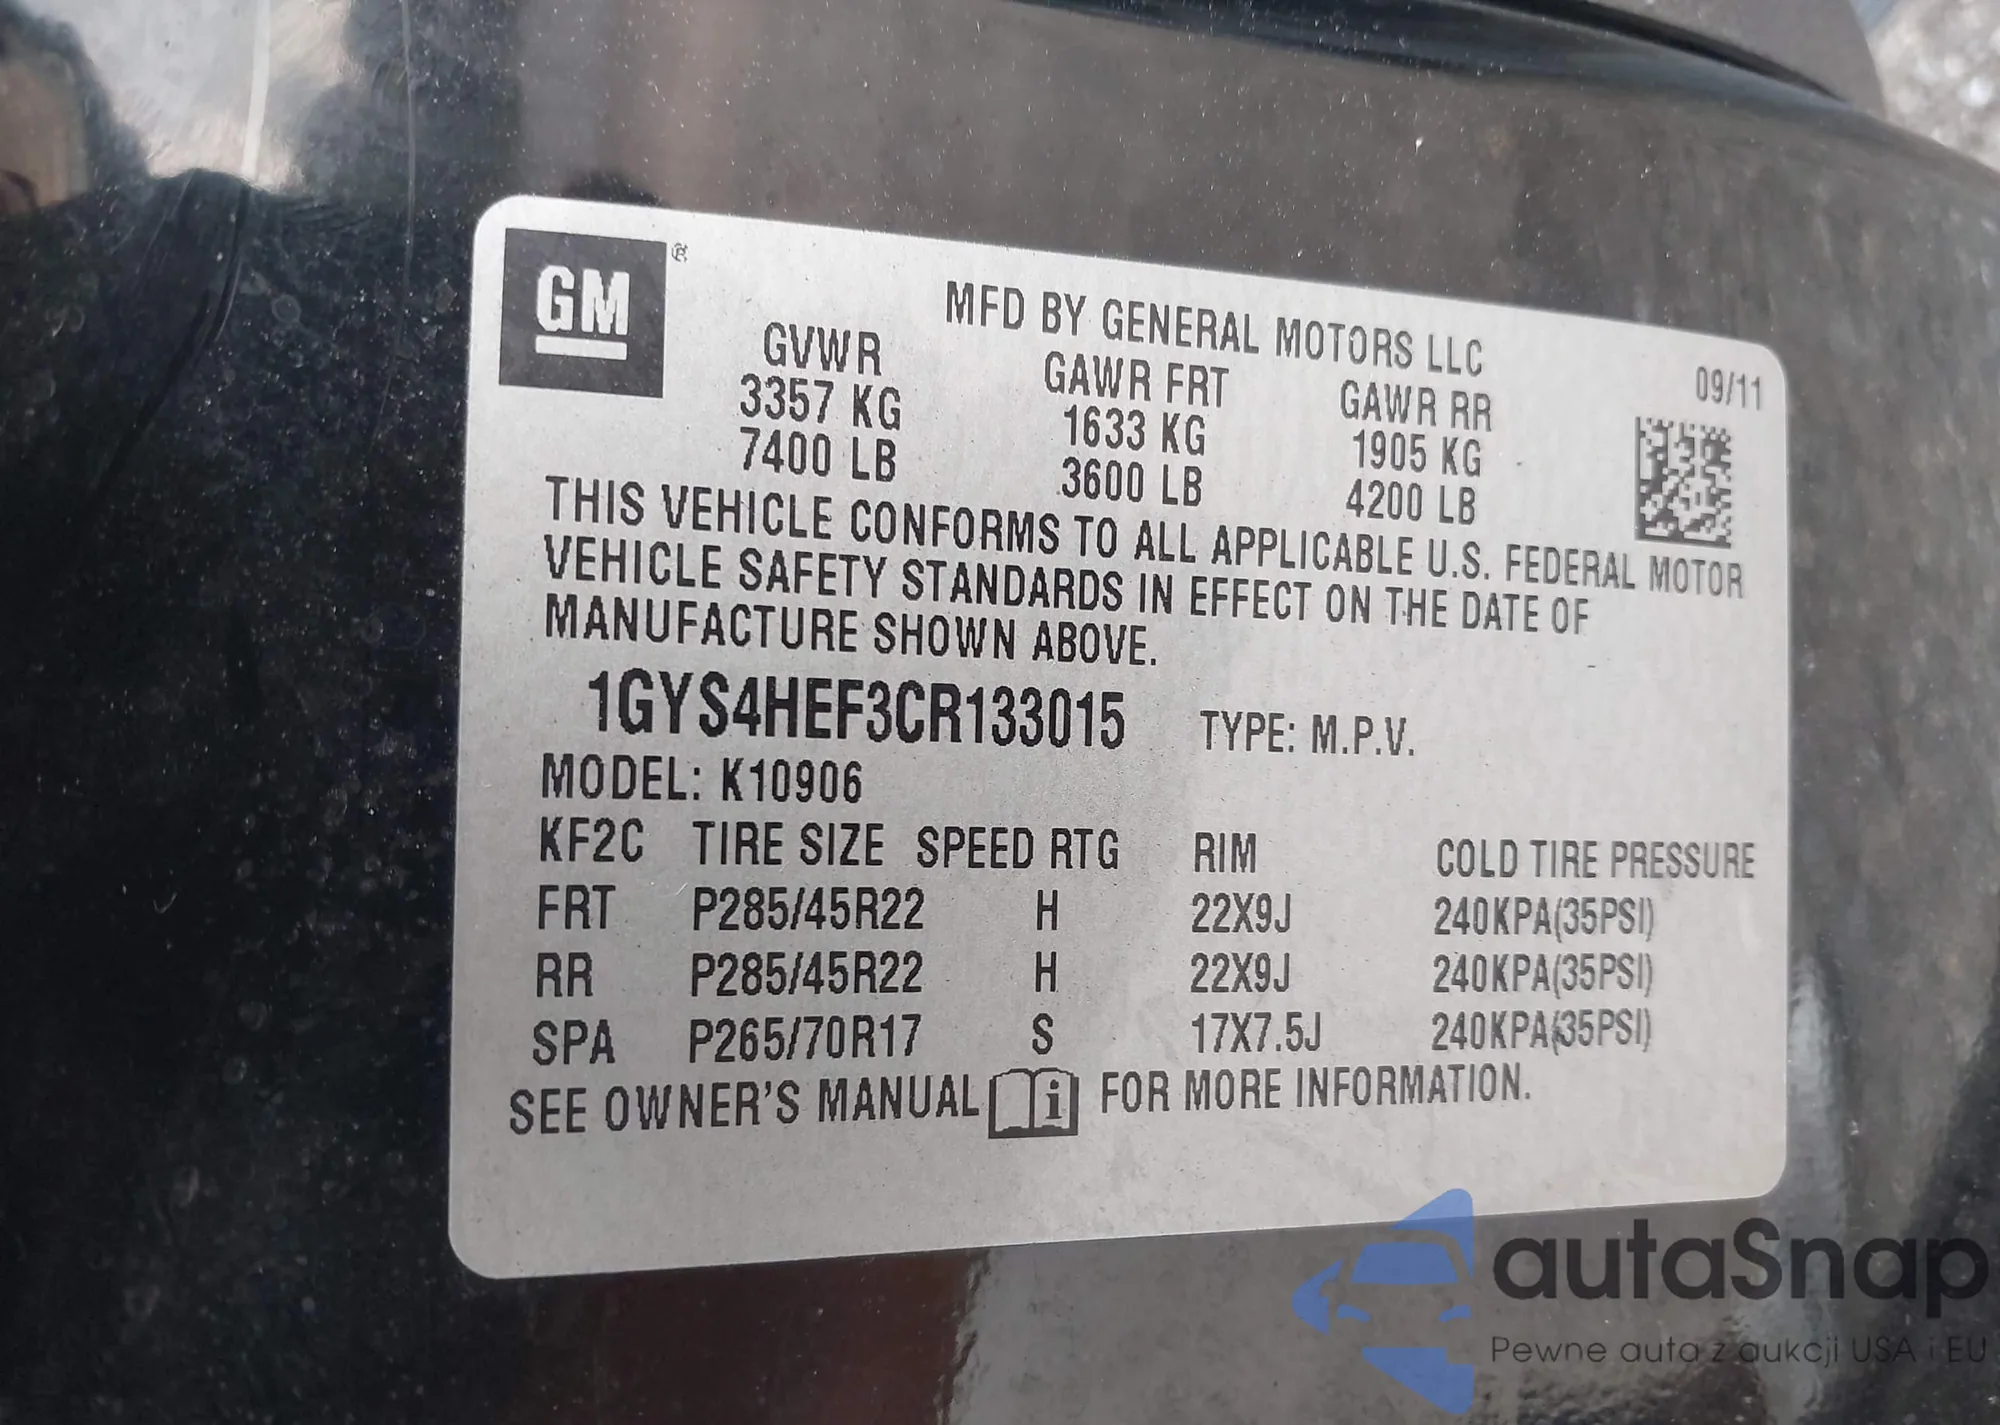 GM ®
MFD BY GENERAL MOTORS LLC
09/11
GVWR GAWR FRT GAWR RR
3357 KG 1633 KG 1905 KG
7400 LB 3600 LB 4200 LB
THIS VEHICLE CONFORMS TO ALL APPLICABLE U.S. FEDERAL MOTOR
VEHICLE SAFETY STANDARDS IN EFFECT ON THE DATE OF
MANUFACTURE SHOWN ABOVE.
1GYS4HEF3CR133015 TYPE: M.P.V.
MODEL: K10906
KF2C TIRE SIZE SPEED RTG RIM COLD TIRE PRESSURE
FRT P285/45R22 H 22X9J 240KPA(35PSI)
RR P285/45R22 H 22X9J 240KPA(35PSI)
SPA P265/70R17 S 17X7.5J 240KPA(35PSI)
SEE OWNER'S MANUAL i FOR MORE INFORMATION.
autaSnap
Pewne auta z aukcji USA i EU